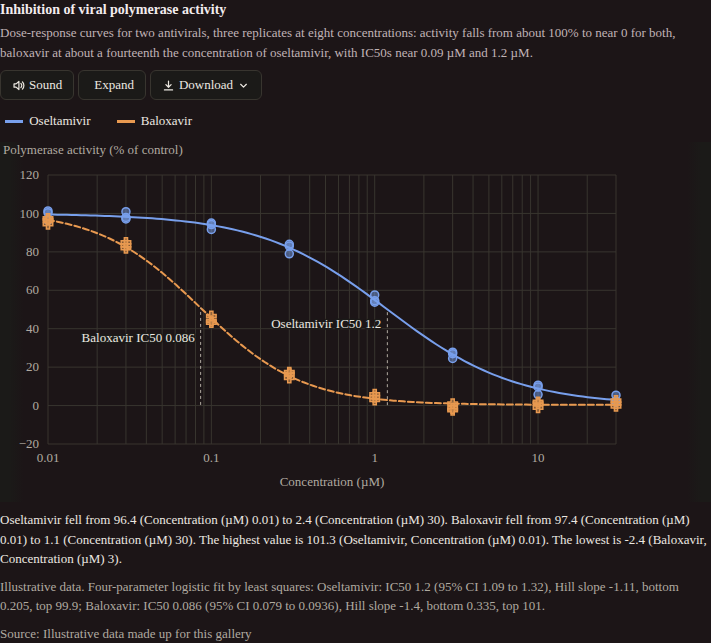 Inhibition of viral polymerase activity
Dose-response curves for two antivirals, three replicates at eight concentrations: activity falls from about 100% to near 0 for both,
baloxavir at about a fourteenth the concentration of oseltamivir, with IC50s near 0.09 µM and 1.2 µM.
Sound Expand Download
Oseltamivir Baloxavir
Polymerase activity (% of control)
120
100
80
60
40
20
0
−20
Baloxavir IC50 0.086
Oseltamivir IC50 1.2
0.01 0.1 1 10
Concentration (µM)
Oseltamivir fell from 96.4 (Concentration (µM) 0.01) to 2.4 (Concentration (µM) 30). Baloxavir fell from 97.4 (Concentration (µM)
0.01) to 1.1 (Concentration (µM) 30). The highest value is 101.3 (Oseltamivir, Concentration (µM) 0.01). The lowest is -2.4 (Baloxavir,
Concentration (µM) 3).
Illustrative data. Four-parameter logistic fit by least squares: Oseltamivir: IC50 1.2 (95% CI 1.09 to 1.32), Hill slope -1.11, bottom
0.205, top 99.9; Baloxavir: IC50 0.086 (95% CI 0.079 to 0.0936), Hill slope -1.4, bottom 0.335, top 101.
Source: Illustrative data made up for this gallery